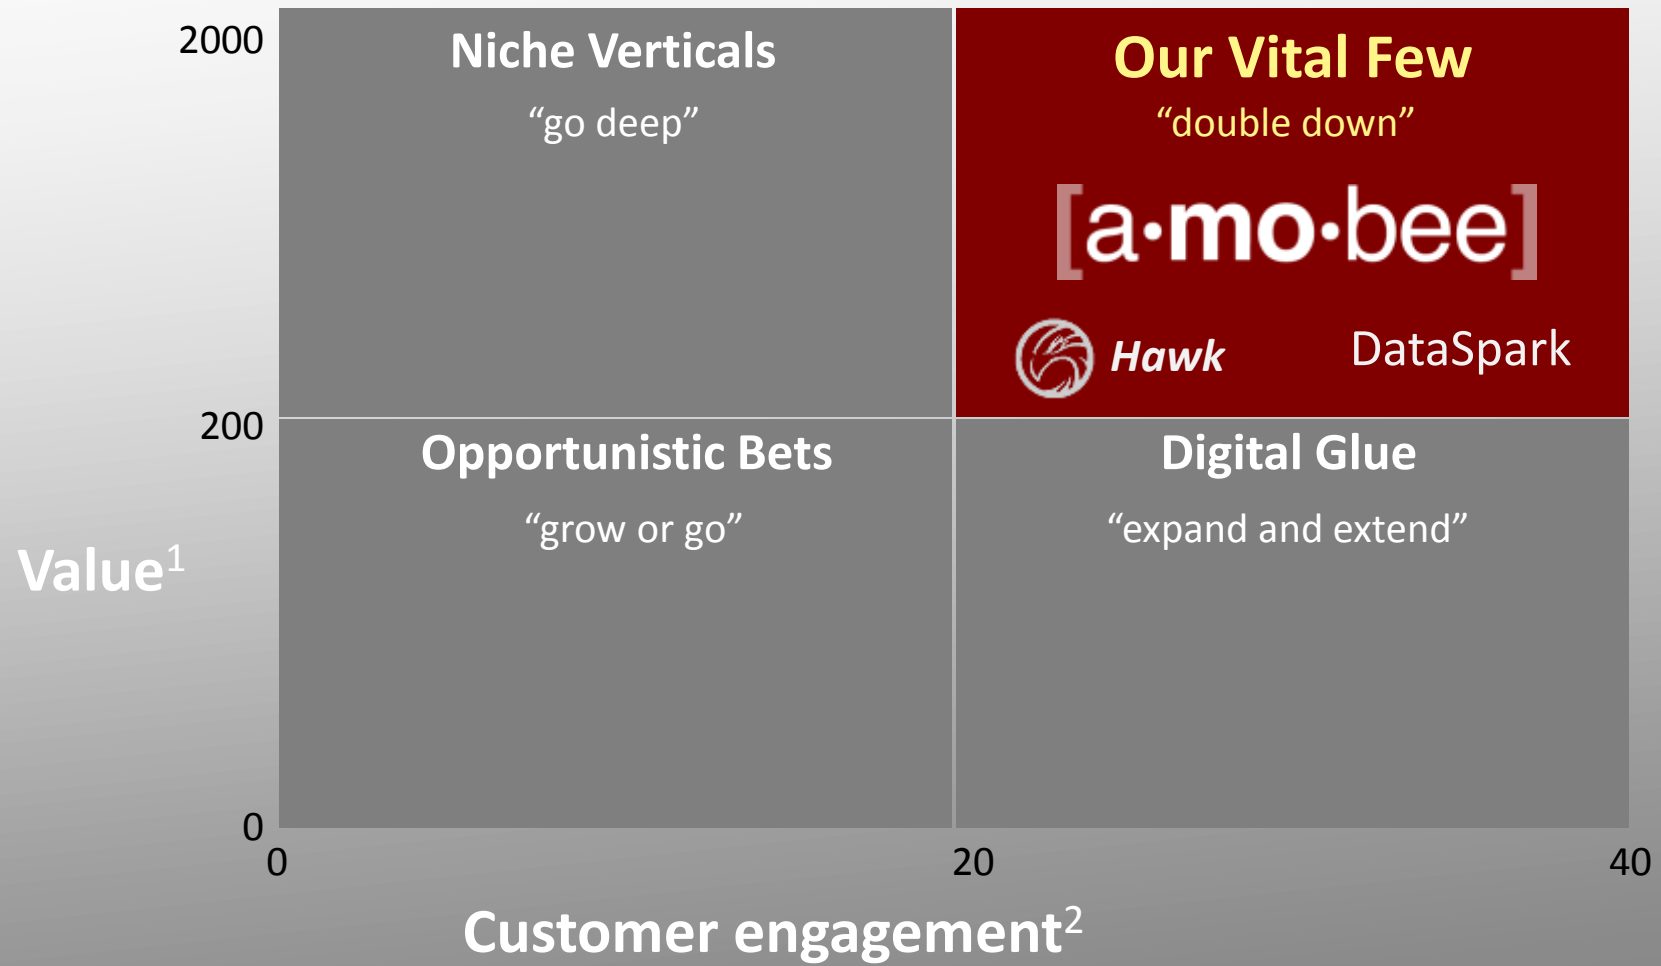 2000
Niche Verticals
“go deep”
Our Vital Few
“double down”
[a·mo·bee]
Hawk
DataSpark
200
Opportunistic Bets
“grow or go”
Digital Glue
“expand and extend”
Value¹
0
0
20
40
Customer engagement²